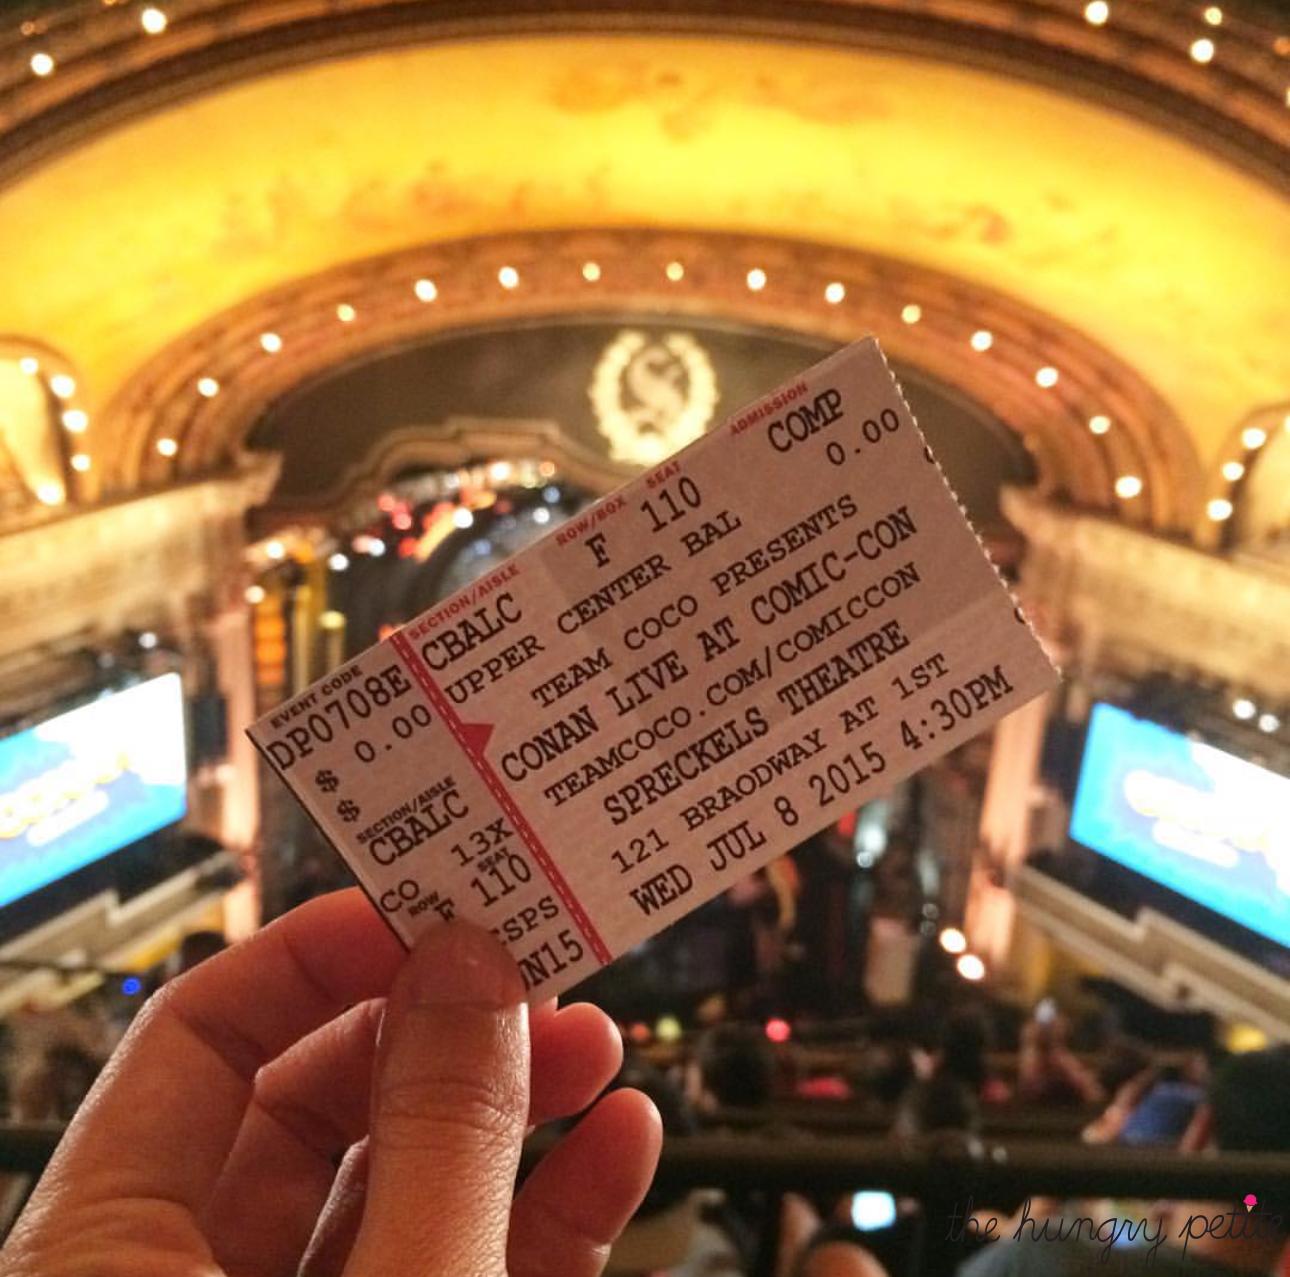 EVENT CODE
DP0708E
$ 0.00
$
SECTION/AISLE
CBALC
CO 13X
ROW SEAT
F 110
SPS
N15
SECTION/AISLE ROW/BOX SEAT ADMISSION
CBALC F 110 COMP
UPPER CENTER BAL 0.00
TEAM COCO PRESENTS
CONAN LIVE AT COMIC-CON
TEAMCOCO.COM/COMICCON
SPRECKELS THEATRE
121 BRAODWAY AT 1ST
WED JUL 8 2015 4:30PM
S
the hungry petite